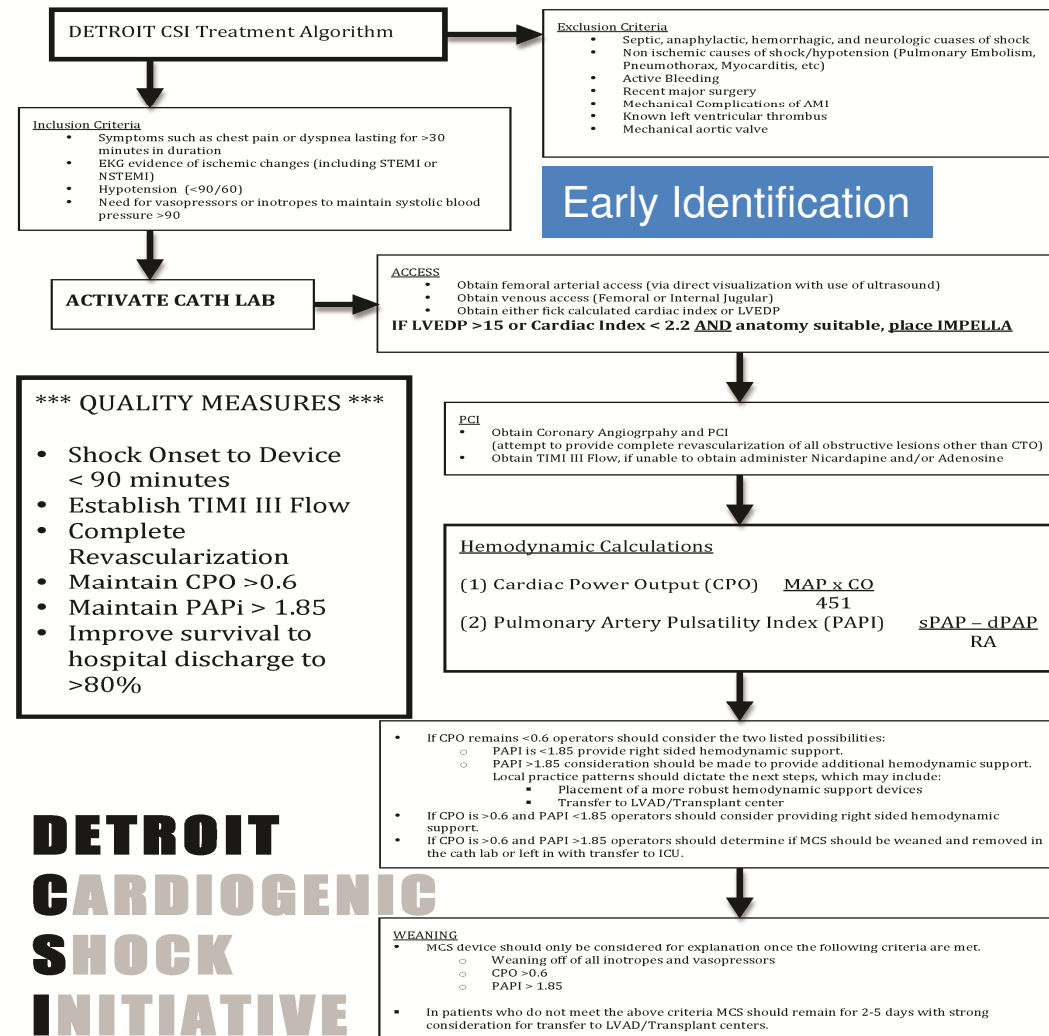 DETROIT CSI Treatment Algorithm
Exclusion Criteria
• Septic, anaphylactic, hemorrhagic, and neurologic cuases of shock
• Non ischemic causes of shock/hypotension (Pulmonary Embolism,
Pneumothorax, Myocarditis, etc)
• Active Bleeding
• Recent major surgery
• Mechanical Complications of AMI
• Known left ventricular thrombus
• Mechanical aortic valve
Inclusion Criteria
• Symptoms such as chest pain or dyspnea lasting for >30
minutes in duration
• EKG evidence of ischemic changes (including STEMI or
NSTEMI)
• Hypotension (<90/60)
• Need for vasopressors or inotropes to maintain systolic blood
pressure >90
Early Identification
ACTIVATE CATH LAB
ACCESS
• Obtain femoral arterial access (via direct visualization with use of ultrasound)
• Obtain venous access (Femoral or Internal Jugular)
• Obtain either fick calculated cardiac index or LVEDP
IF LVEDP >15 or Cardiac Index < 2.2 AND anatomy suitable, place IMPELLA
*** QUALITY MEASURES ***
• Shock Onset to Device
< 90 minutes
• Establish TIMI III Flow
• Complete
Revascularization
• Maintain CPO >0.6
• Maintain PAPi > 1.85
• Improve survival to
hospital discharge to
>80%
PCI
• Obtain Coronary Angiogrpahy and PCI
(attempt to provide complete revascularization of all obstructive lesions other than CTO)
• Obtain TIMI III Flow, if unable to obtain administer Nicardapine and/or Adenosine
Hemodynamic Calculations
(1) Cardiac Power Output (CPO) MAP x CO
451
(2) Pulmonary Artery Pulsatility Index (PAPI) sPAP – dPAP
RA
• If CPO remains <0.6 operators should consider the two listed possibilities:
○ PAPI is <1.85 provide right sided hemodynamic support.
○ PAPI >1.85 consideration should be made to provide additional hemodynamic support.
Local practice patterns should dictate the next steps, which may include:
▪ Placement of a more robust hemodynamic support devices
▪ Transfer to LVAD/Transplant center
• If CPO is >0.6 and PAPI <1.85 operators should consider providing right sided hemodynamic
support.
• If CPO is >0.6 and PAPI >1.85 operators should determine if MCS should be weaned and removed in
the cath lab or left in with transfer to ICU.
DETROIT
CARDIOGENIC
SHOCK
INITIATIVE
WEANING
• MCS device should only be considered for explanation once the following criteria are met.
○ Weaning off of all inotropes and vasopressors
○ CPO >0.6
○ PAPI > 1.85
▪ In patients who do not meet the above criteria MCS should remain for 2-5 days with strong
consideration for transfer to LVAD/Transplant centers.